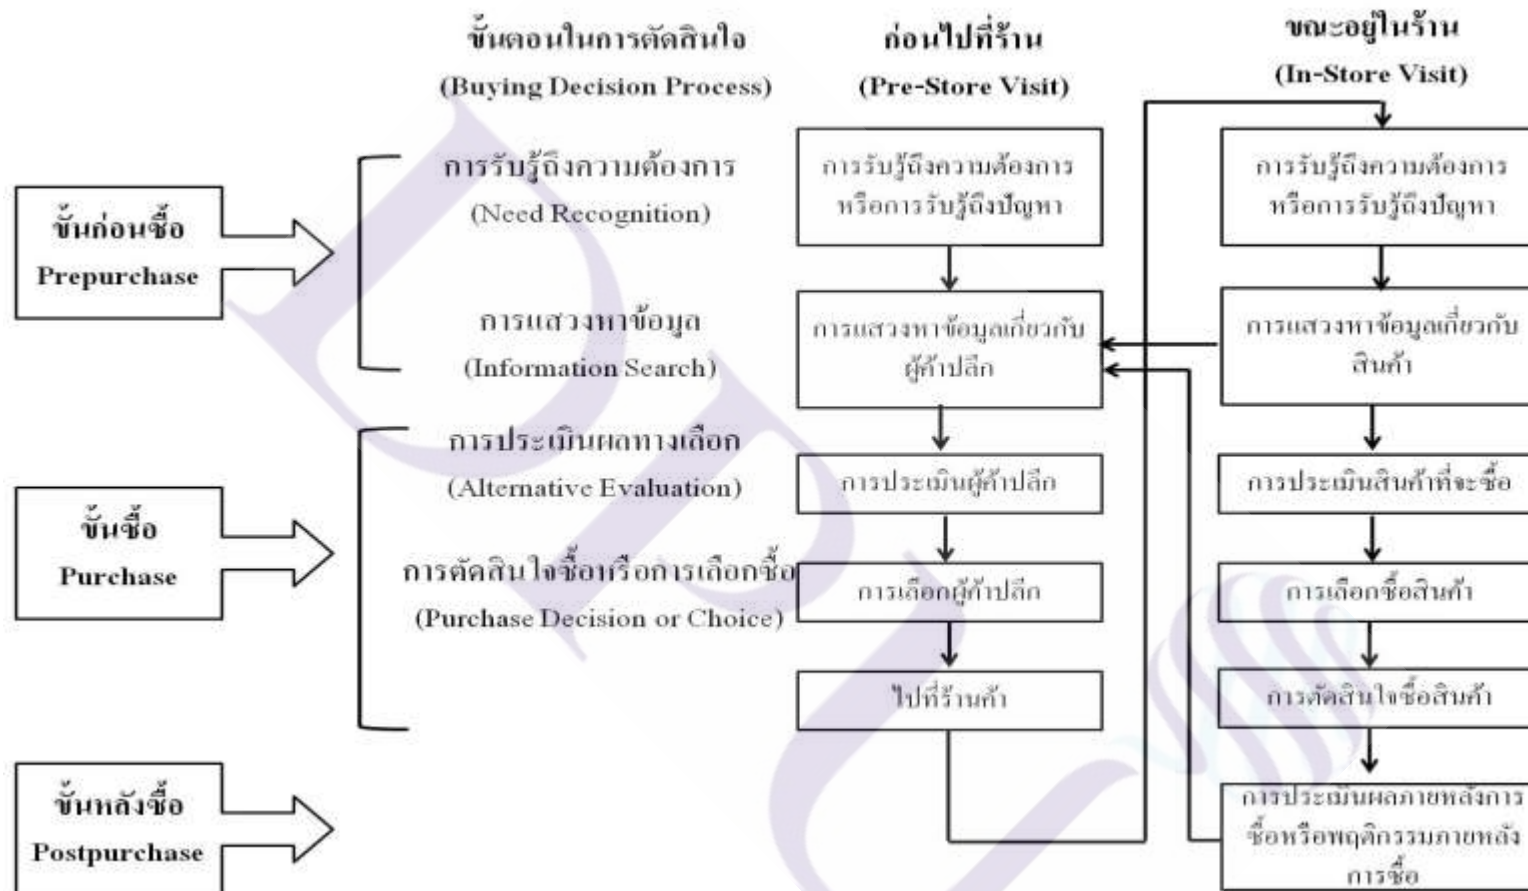 ขั้นตอนในการตัดสินใจ
(Buying Decision Process)
ก่อนไปที่ร้าน
(Pre-Store Visit)
ขณะอยู่ในร้าน
(In-Store Visit)
ขั้นก่อนซื้อ
Prepurchase
การรับรู้ถึงความต้องการ
(Need Recognition)
การแสวงหาข้อมูล
(Information Search)
การรับรู้ถึงความต้องการ
หรือการรับรู้ถึงปัญหา
การรับรู้ถึงความต้องการ
หรือการรับรู้ถึงปัญหา
การแสวงหาข้อมูลเกี่ยวกับ
ผู้ค้าปลีก
การแสวงหาข้อมูลเกี่ยวกับ
สินค้า
ขั้นซื้อ
Purchase
การประเมินผลทางเลือก
(Alternative Evaluation)
การตัดสินใจซื้อหรือการเลือกซื้อ
(Purchase Decision or Choice)
การประเมินผู้ค้าปลีก
การประเมินสินค้าที่จะซื้อ
การเลือกผู้ค้าปลีก
การเลือกซื้อสินค้า
ไปที่ร้านค้า
การตัดสินใจซื้อสินค้า
ขั้นหลังซื้อ
Postpurchase
การประเมินผลภายหลังการ
ซื้อหรือพฤติกรรมภายหลัง
การซื้อ
DPU